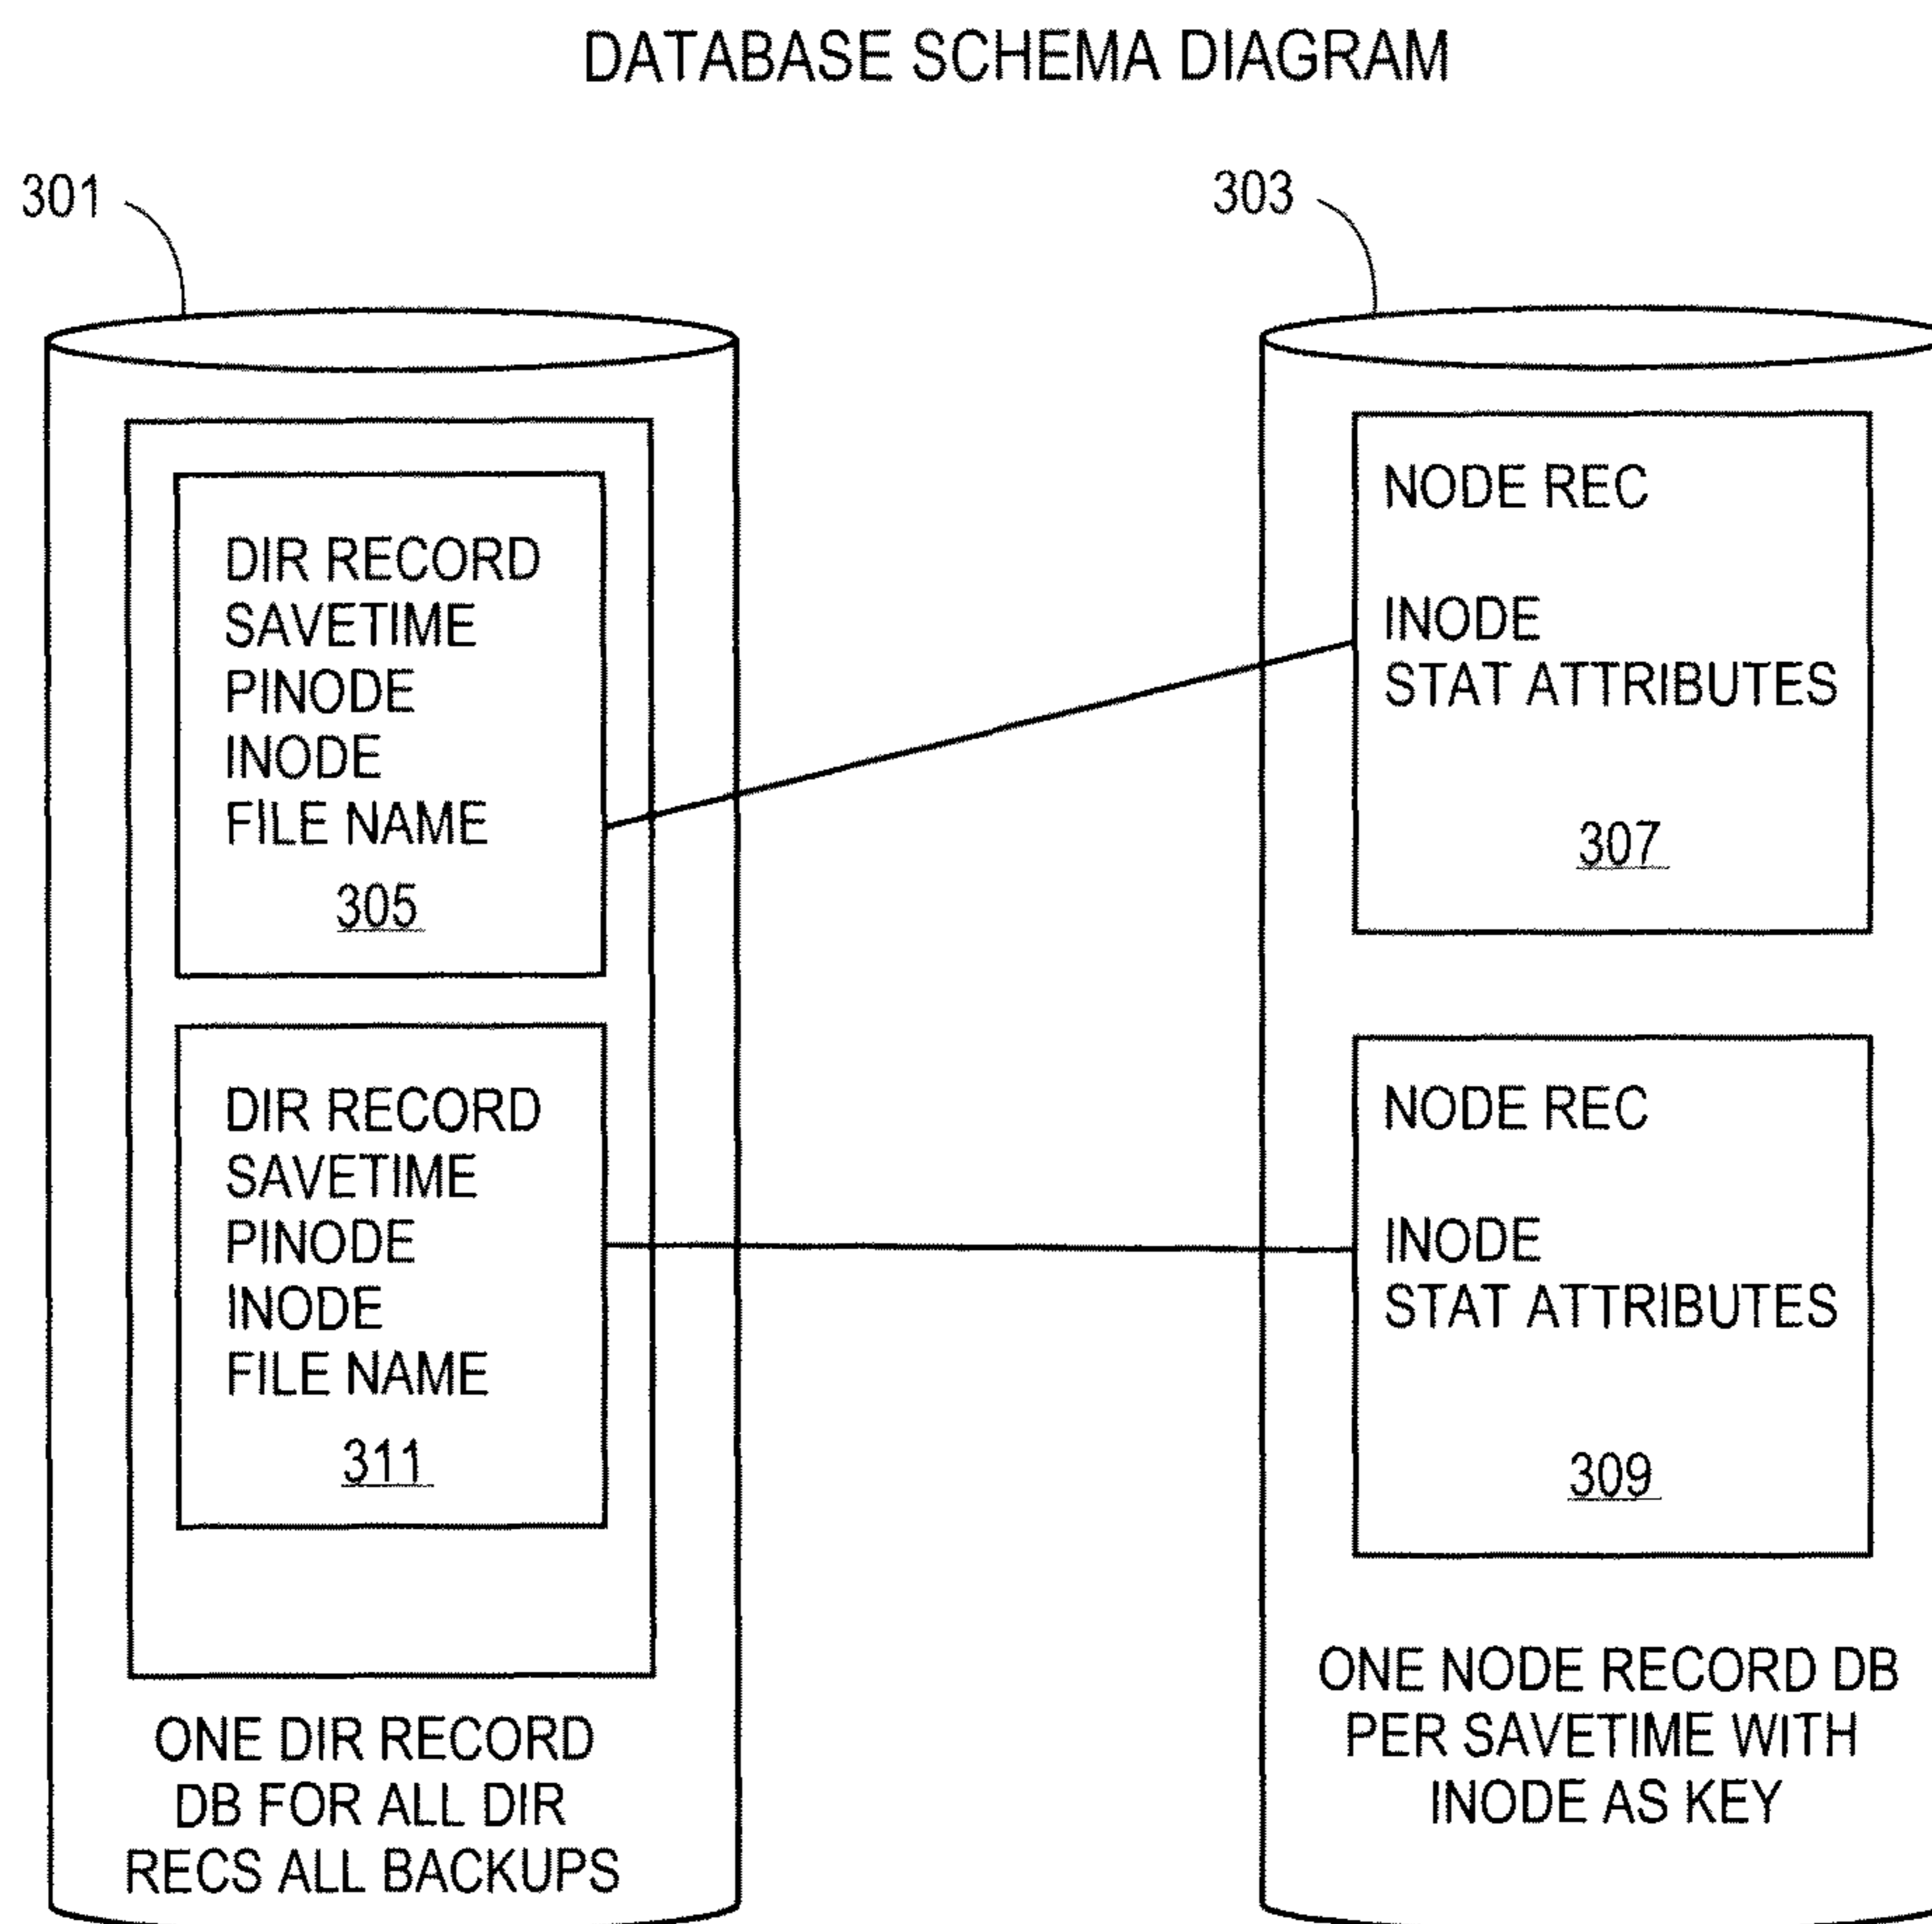 DATABASE SCHEMA DIAGRAM
301
303
DIR RECORD
SAVETIME
PINODE
INODE
FILE NAME
305
DIR RECORD
SAVETIME
PINODE
INODE
FILE NAME
311
ONE DIR RECORD
DB FOR ALL DIR
RECS ALL BACKUPS
NODE REC
INODE
STAT ATTRIBUTES
307
NODE REC
INODE
STAT ATTRIBUTES
309
ONE NODE RECORD DB
PER SAVETIME WITH
INODE AS KEY